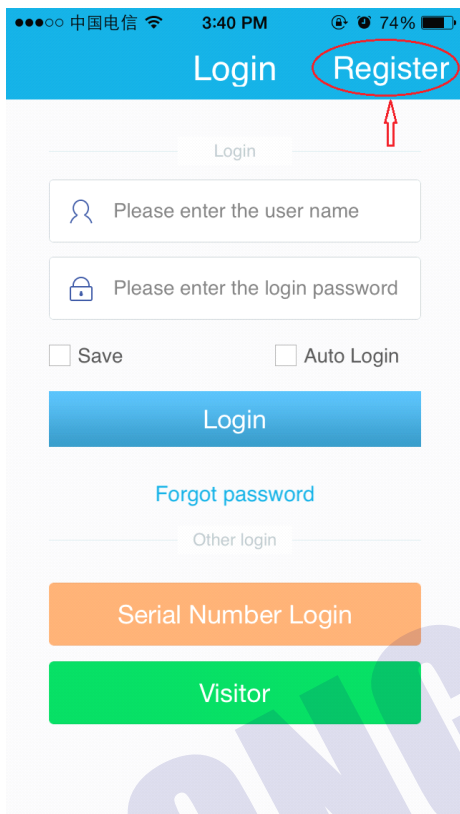 中国电信 3:40 PM 74%
Login Register
Login
Please enter the user name
Please enter the login password
Save Auto Login
Login
Forgot password
Other login
Serial Number Login
Visitor